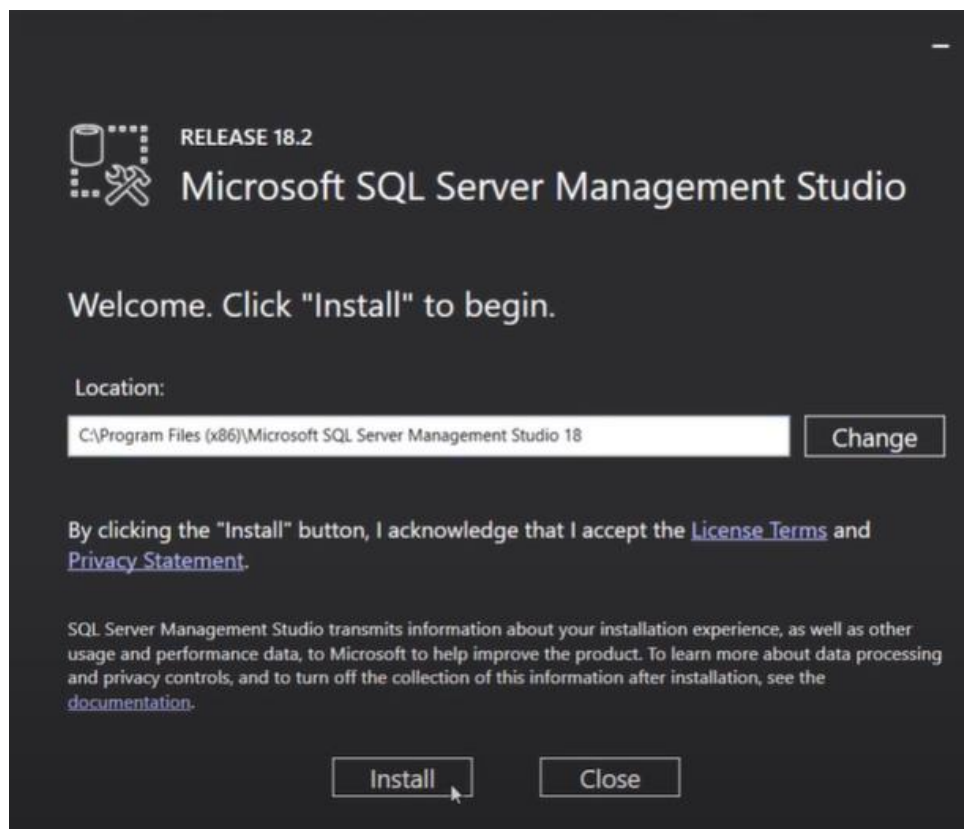 RELEASE 18.2
Microsoft SQL Server Management Studio
Welcome. Click "Install" to begin.
Location:
C:\Program Files (x86)\Microsoft SQL Server Management Studio 18
Change
By clicking the "Install" button, I acknowledge that I accept the License Terms and
Privacy Statement.
SQL Server Management Studio transmits information about your installation experience, as well as other
usage and performance data, to Microsoft to help improve the product. To learn more about data processing
and privacy controls, and to turn off the collection of this information after installation, see the
documentation.
Install
Close